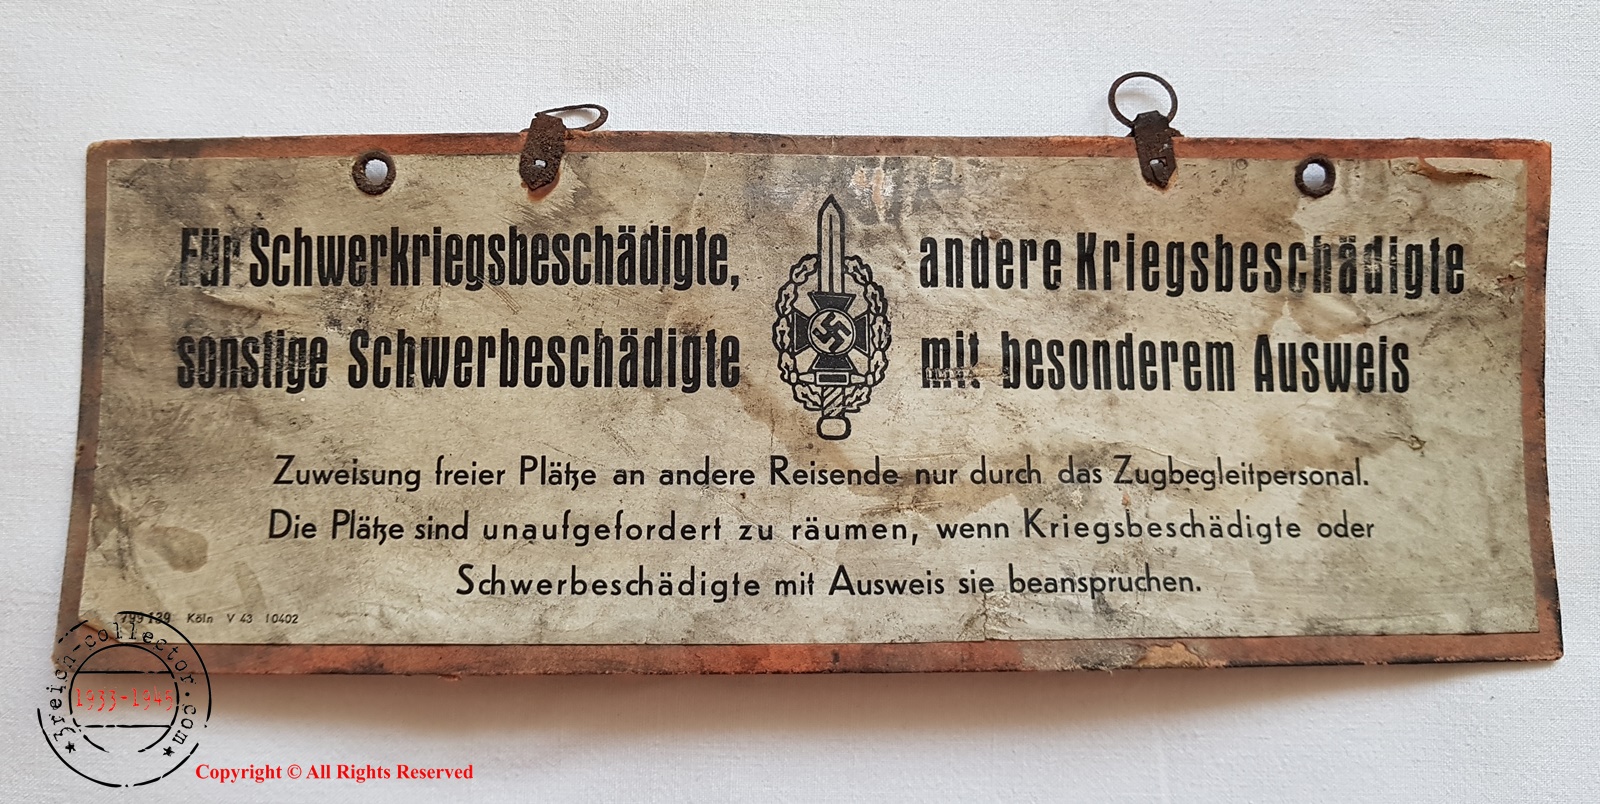 Für Schwerkriegsbeschädigte,
sonstige Schwerbeschädigte
andere Kriegsbeschädigte
mit besonderem Ausweis
Zuweisung freier Plätze an andere Reisende nur durch das Zugbegleitpersonal.
Die Plätze sind unaufgefordert zu räumen, wenn Kriegsbeschädigte oder
Schwerbeschädigte mit Ausweis sie beanspruchen.
799139 Köln V 43 10402
3reich-collector.com
1933-1945
Copyright © All Rights Reserved